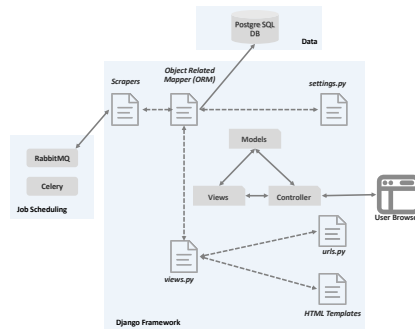 Postgre SQL
DB
Data
Object Related
Mapper (ORM)
Scrapers
settings.py
Models
RabbitMQ
Celery
Job Scheduling
Views
Controller
User Browser
urls.py
views.py
HTML Templates
Django Framework